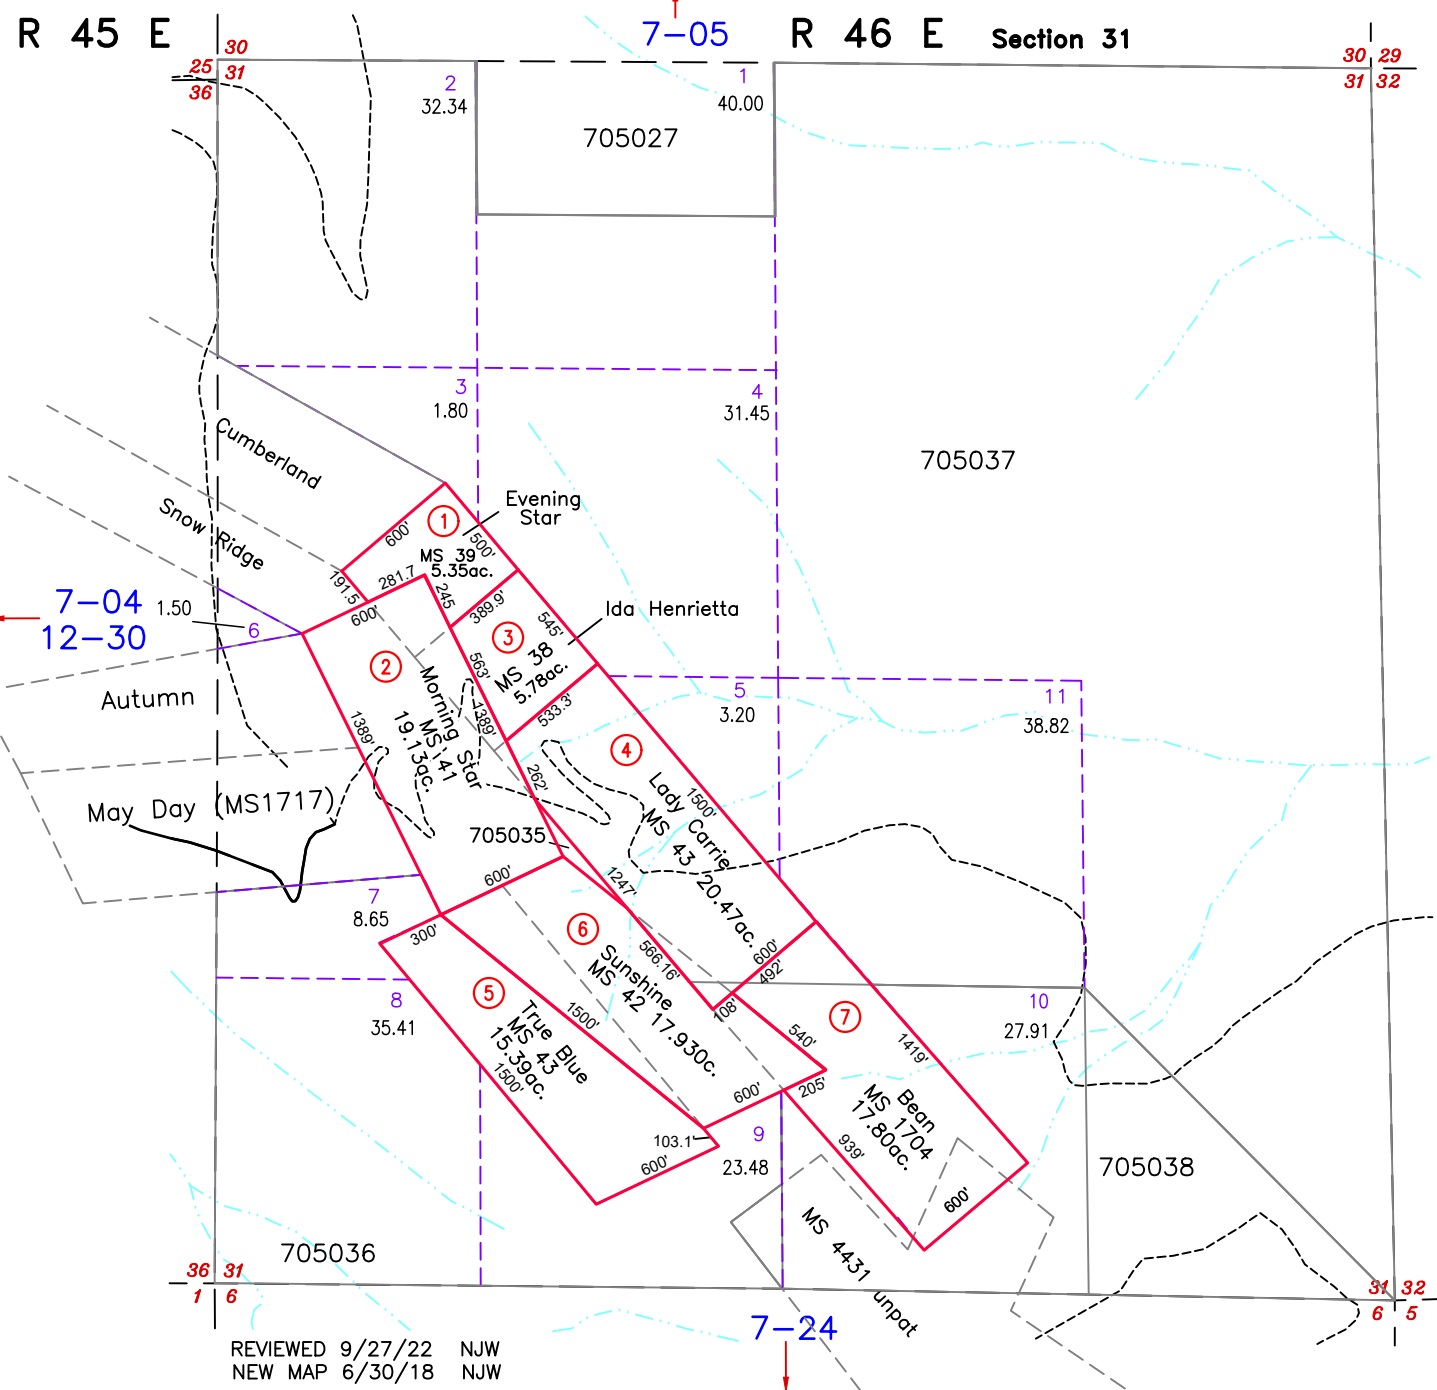 R 45 E
7-05
R 46 E
Section 31
30
25
31
36
30
29
31
32
2
32.34
1
40.00
705027
3
1.80
4
31.45
705037
Cumberland
Snow Ridge
Evening
Star
600'
1
500'
MS 39
5.35ac.
191.5
281.7
245
600'
389.9'
545'
Ida Henrietta
7-04
12-30
1.50
6
3
MS 38
5.78ac.
563'
2
Morning Star
MS 41
19.13ac.
1389'
1389'
533.3'
262'
5
3.20
11
38.82
Autumn
4
Lady Carrie
MS 43 20.47ac.
1500'
May Day (MS1717)
705035
600'
1247'
7
8.65
300'
6
Sunshine
MS 42 17.930c.
566.16'
600'
492'
108'
8
35.41
5
True Blue
MS 43
15.39ac.
1500'
1500'
7
540'
1419'
10
27.91
600'
205'
Bean
MS 1704
17.80ac.
939'
600'
103.1'
600'
9
23.48
705038
MS 4431 unpat
705036
36
31
1
6
31
32
6
5
7-24
REVIEWED 9/27/22 NJW
NEW MAP 6/30/18 NJW